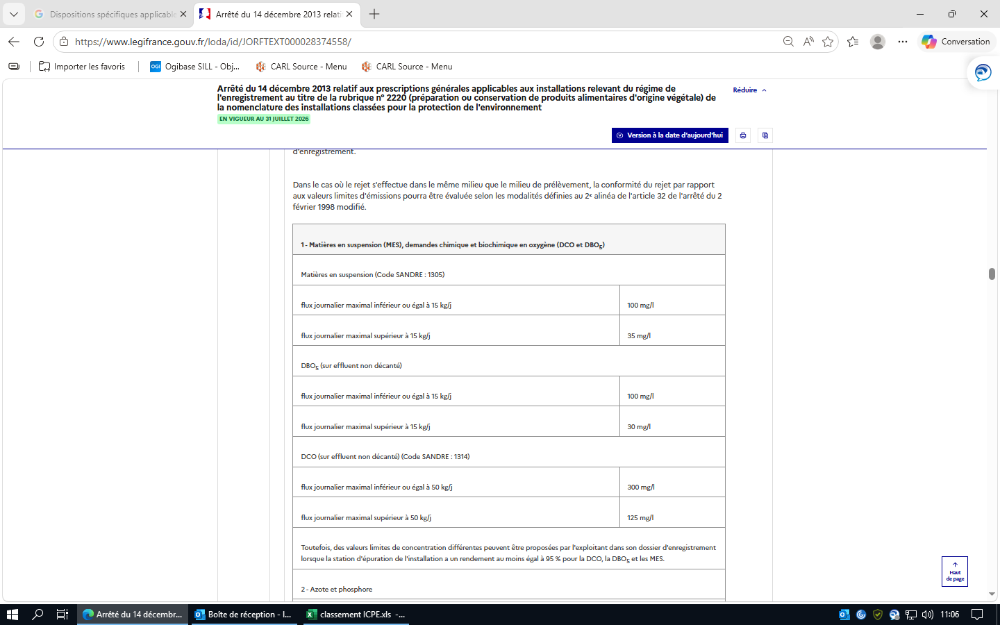 Dispositions spécifiques applicable
Arrêté du 14 décembre 2013 relati
https://www.legifrance.gouv.fr/loda/id/JORFTEXT000028374558/
Conversation
Importer les favoris
OGI
Ogibase SILL - Obj...
CARL Source - Menu
CARL Source - Menu
Arrêté du 14 décembre 2013 relatif aux prescriptions générales applicables aux installations relevant du régime de
l'enregistrement au titre de la rubrique n° 2220 (préparation ou conservation de produits alimentaires d'origine végétale) de
la nomenclature des installations classées pour la protection de l'environnement
Réduire
EN VIGUEUR AU 31 JUILLET 2026
Version à la date d'aujourd'hui
d'enregistrement.
Dans le cas où le rejet s'effectue dans le même milieu que le milieu de prélèvement, la conformité du rejet par rapport
aux valeurs limites d'émissions pourra être évaluée selon les modalités définies au 2e alinéa de l'article 32 de l'arrêté du 2
février 1998 modifié.
1 - Matières en suspension (MES), demandes chimique et biochimique en oxygène (DCO et DBO5)
Matières en suspension (Code SANDRE : 1305)
flux journalier maximal inférieur ou égal à 15 kg/j
100 mg/l
flux journalier maximal supérieur à 15 kg/j
35 mg/l
DBO5 (sur effluent non décanté)
flux journalier maximal inférieur ou égal à 15 kg/j
100 mg/l
flux journalier maximal supérieur à 15 kg/j
30 mg/l
DCO (sur effluent non décanté) (Code SANDRE : 1314)
flux journalier maximal inférieur ou égal à 50 kg/j
300 mg/l
flux journalier maximal supérieur à 50 kg/j
125 mg/l
Toutefois, des valeurs limites de concentration différentes peuvent être proposées par l'exploitant dans son dossier d'enregistrement
lorsque la station d'épuration de l'installation a un rendement au moins égal à 95 % pour la DCO, la DBO5 et les MES.
2 - Azote et phosphore
Haut
de page
Arrêté du 14 décembr...
Boîte de réception - I...
classement ICPE.xls -...
11:06